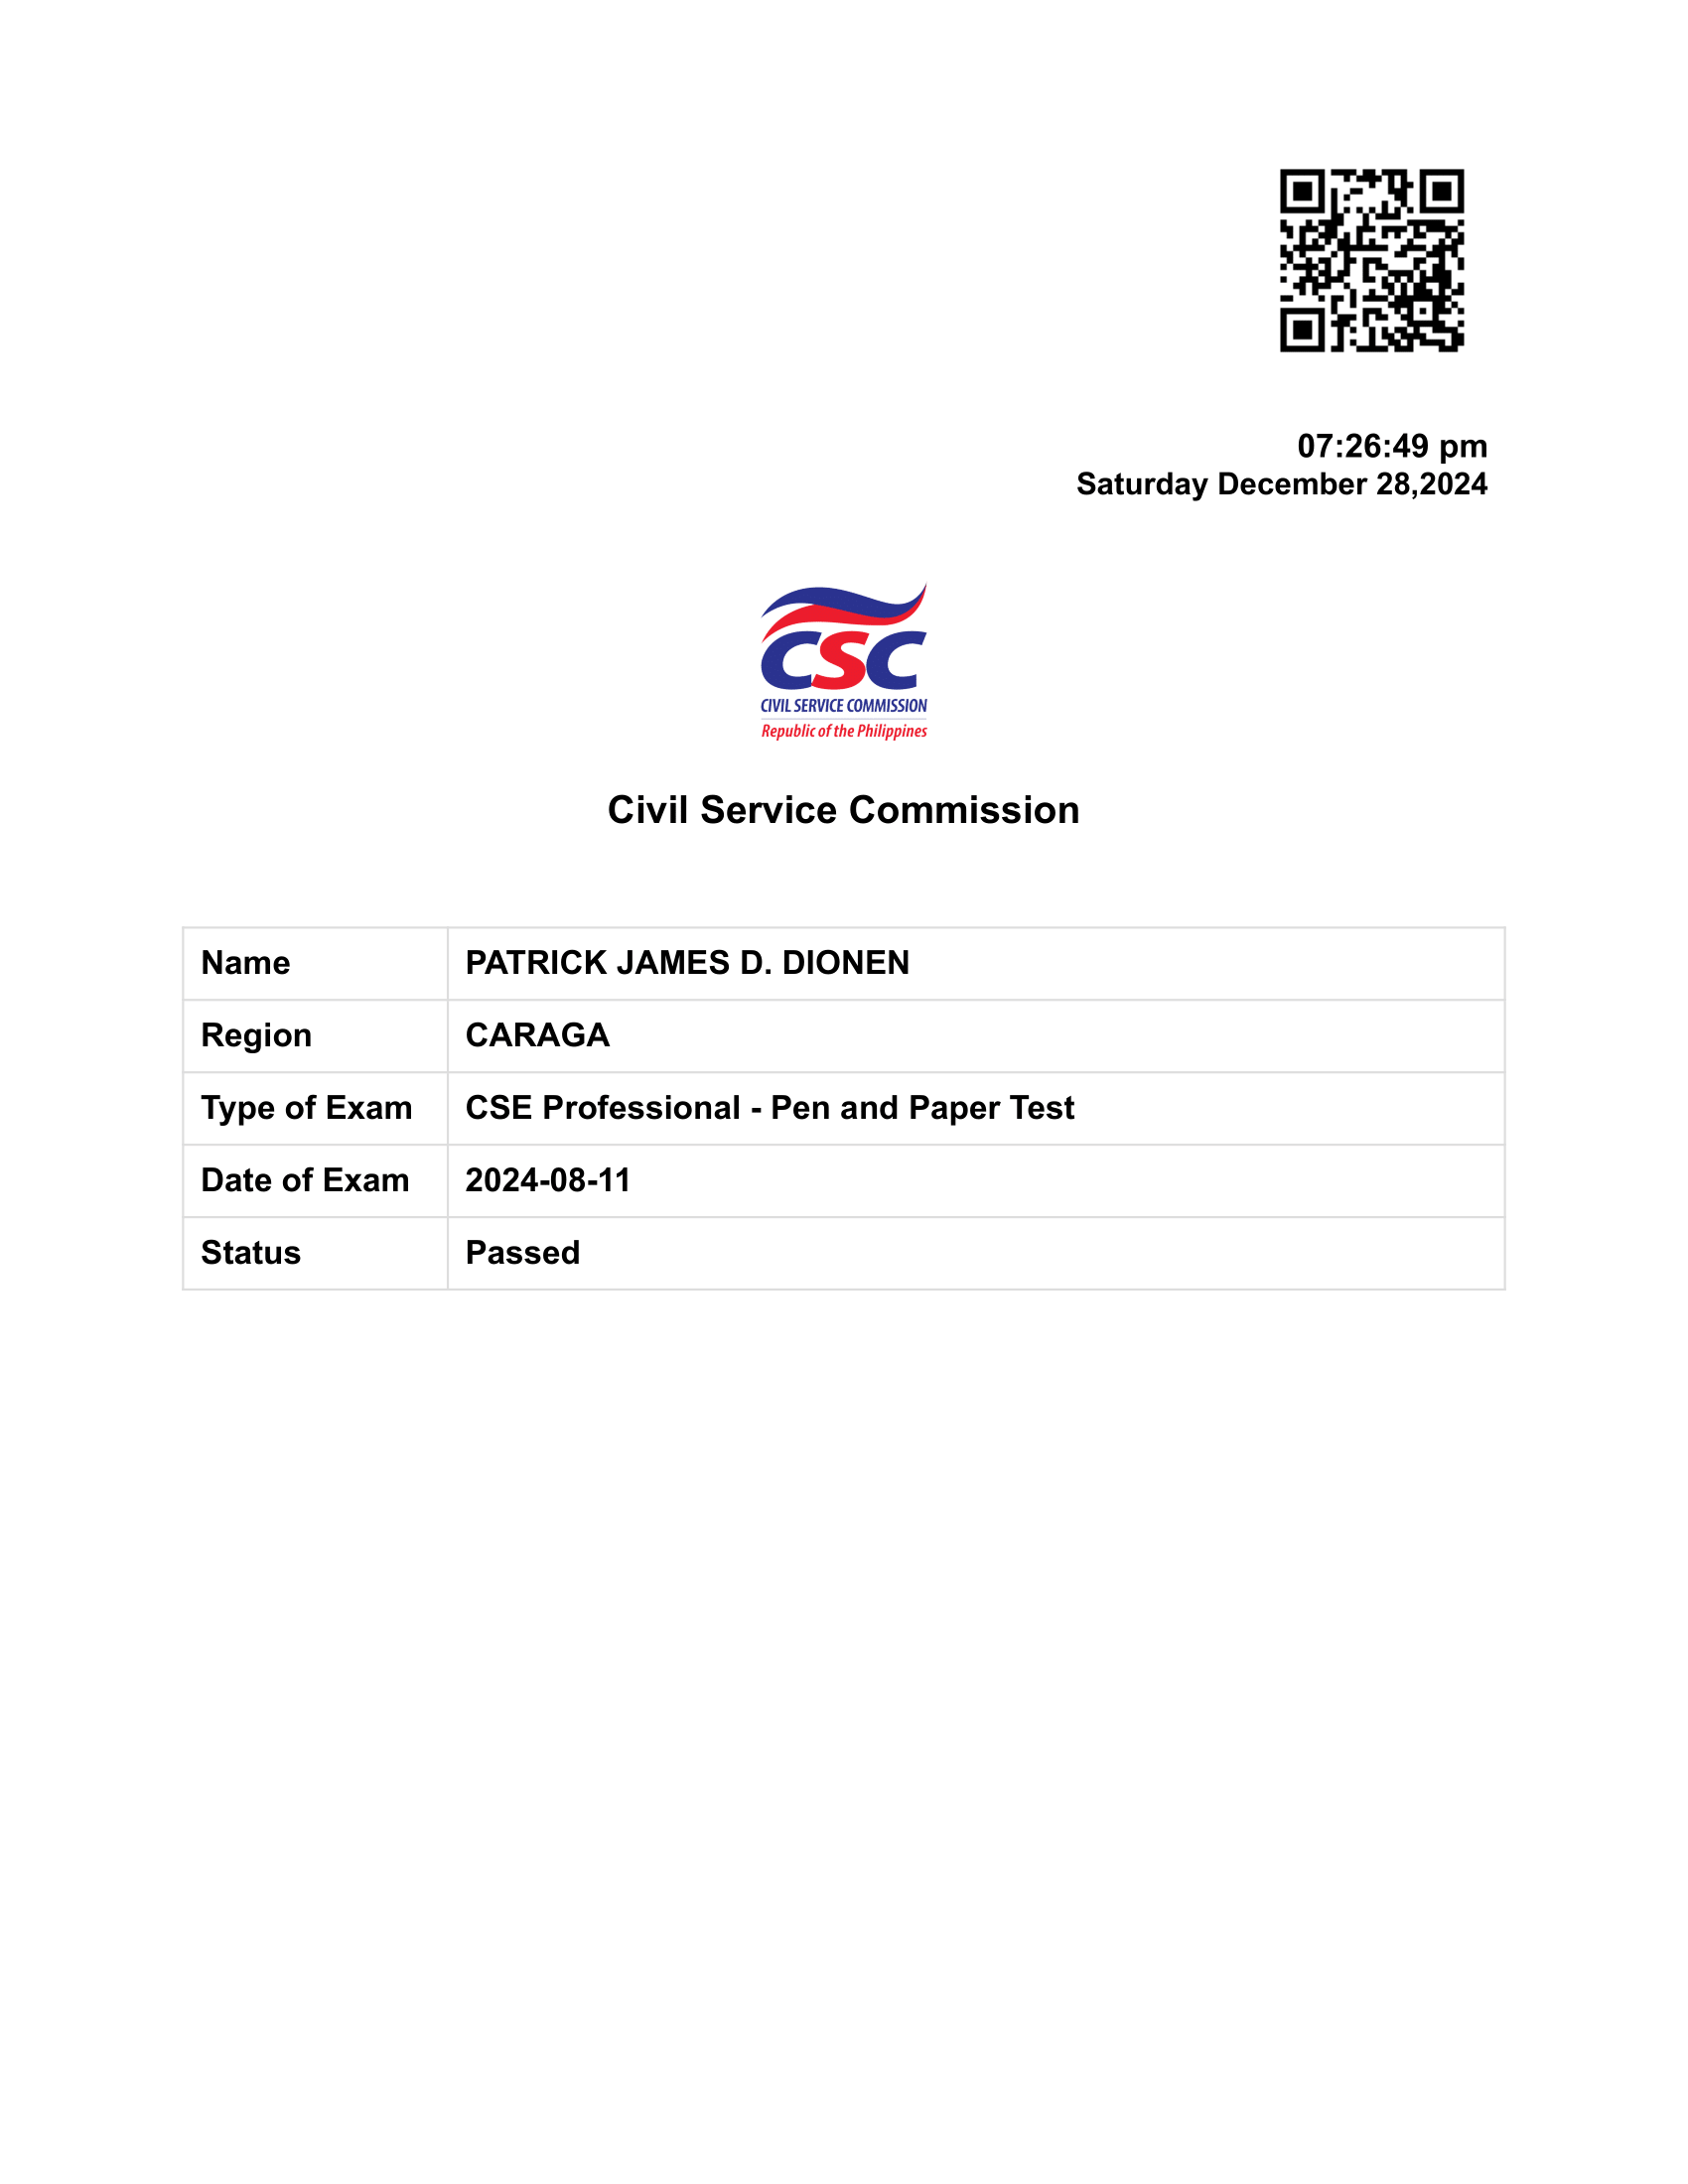 07:26:49 pm
Saturday December 28,2024
CSC
CIVIL SERVICE COMMISSION
Republic of the Philippines
Civil Service Commission
Name PATRICK JAMES D. DIONEN
Region CARAGA
Type of Exam CSE Professional - Pen and Paper Test
Date of Exam 2024-08-11
Status Passed